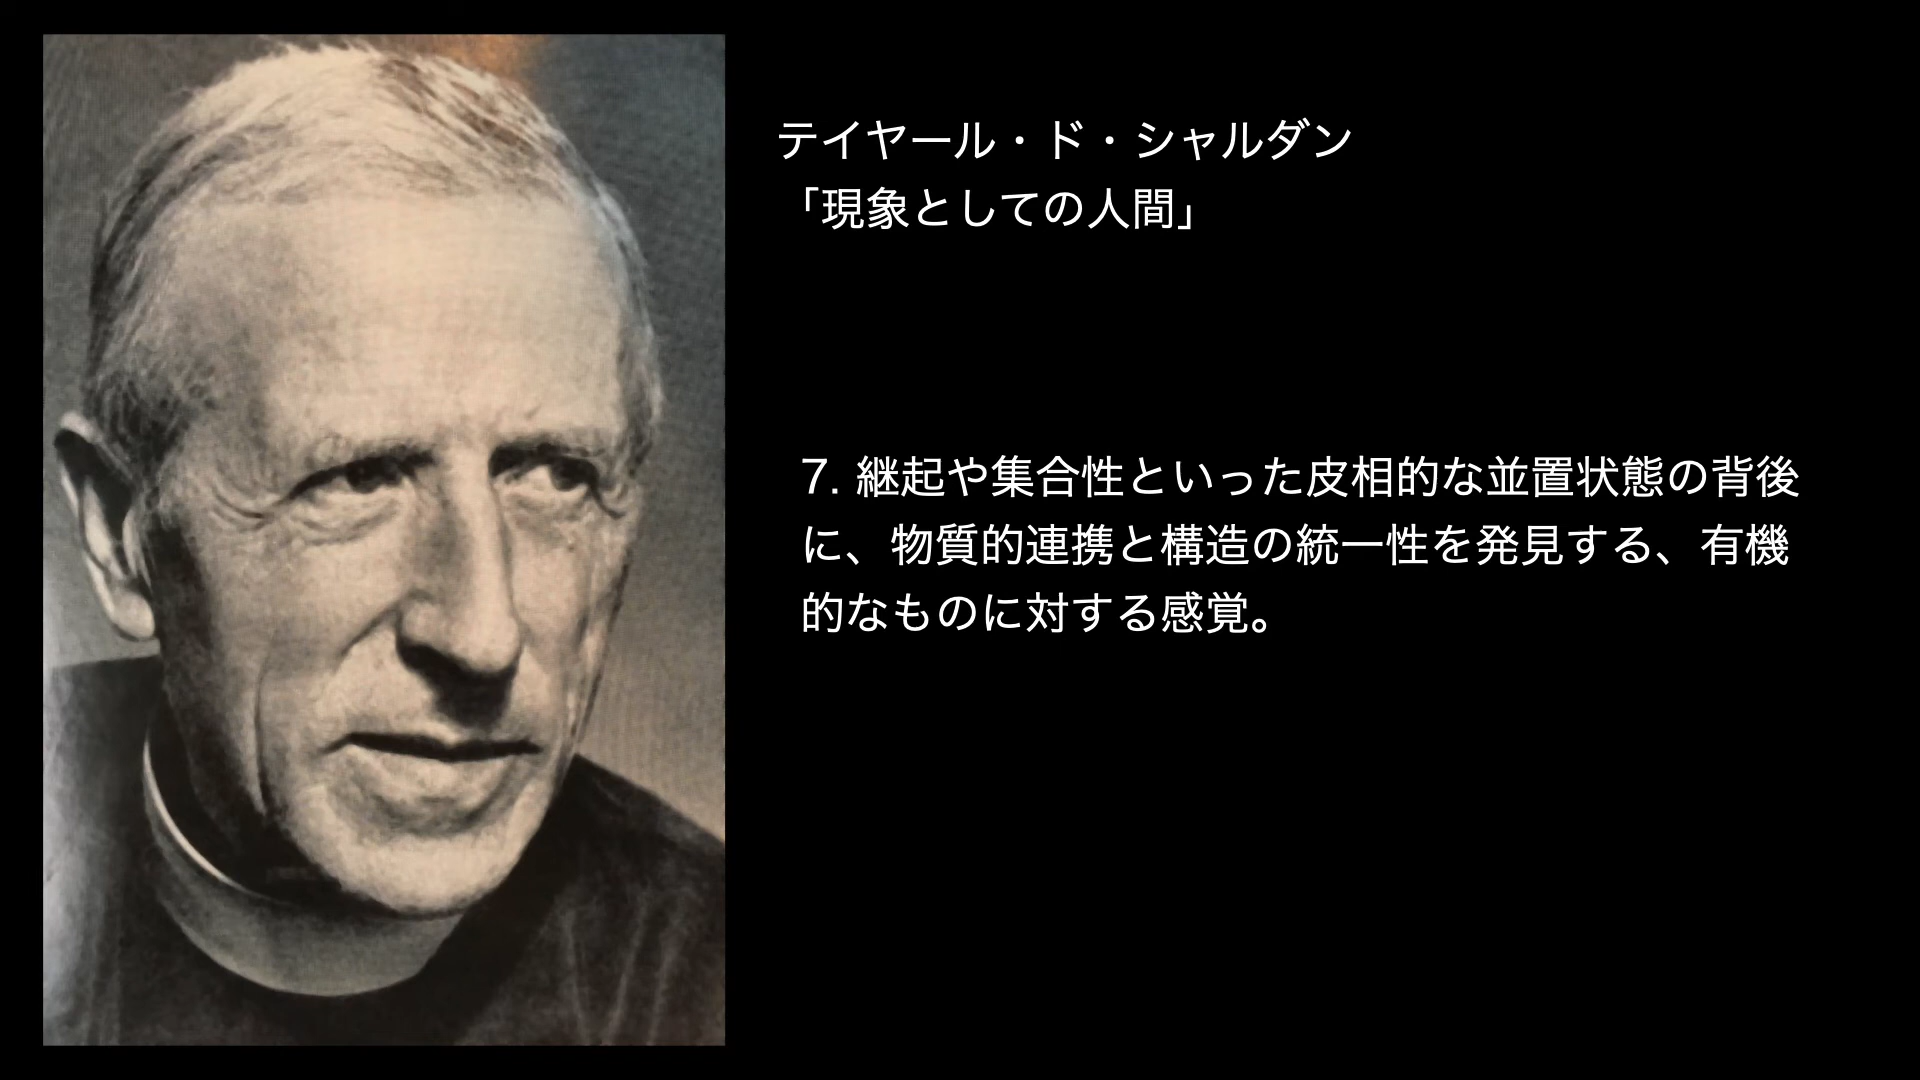 テイヤール・ド・シャルダン
「現象としての人間」
7. 継起や集合性といった皮相的な並置状態の背後
に、物質的連携と構造の統一性を発見する、有機
的なものに対する感覚。